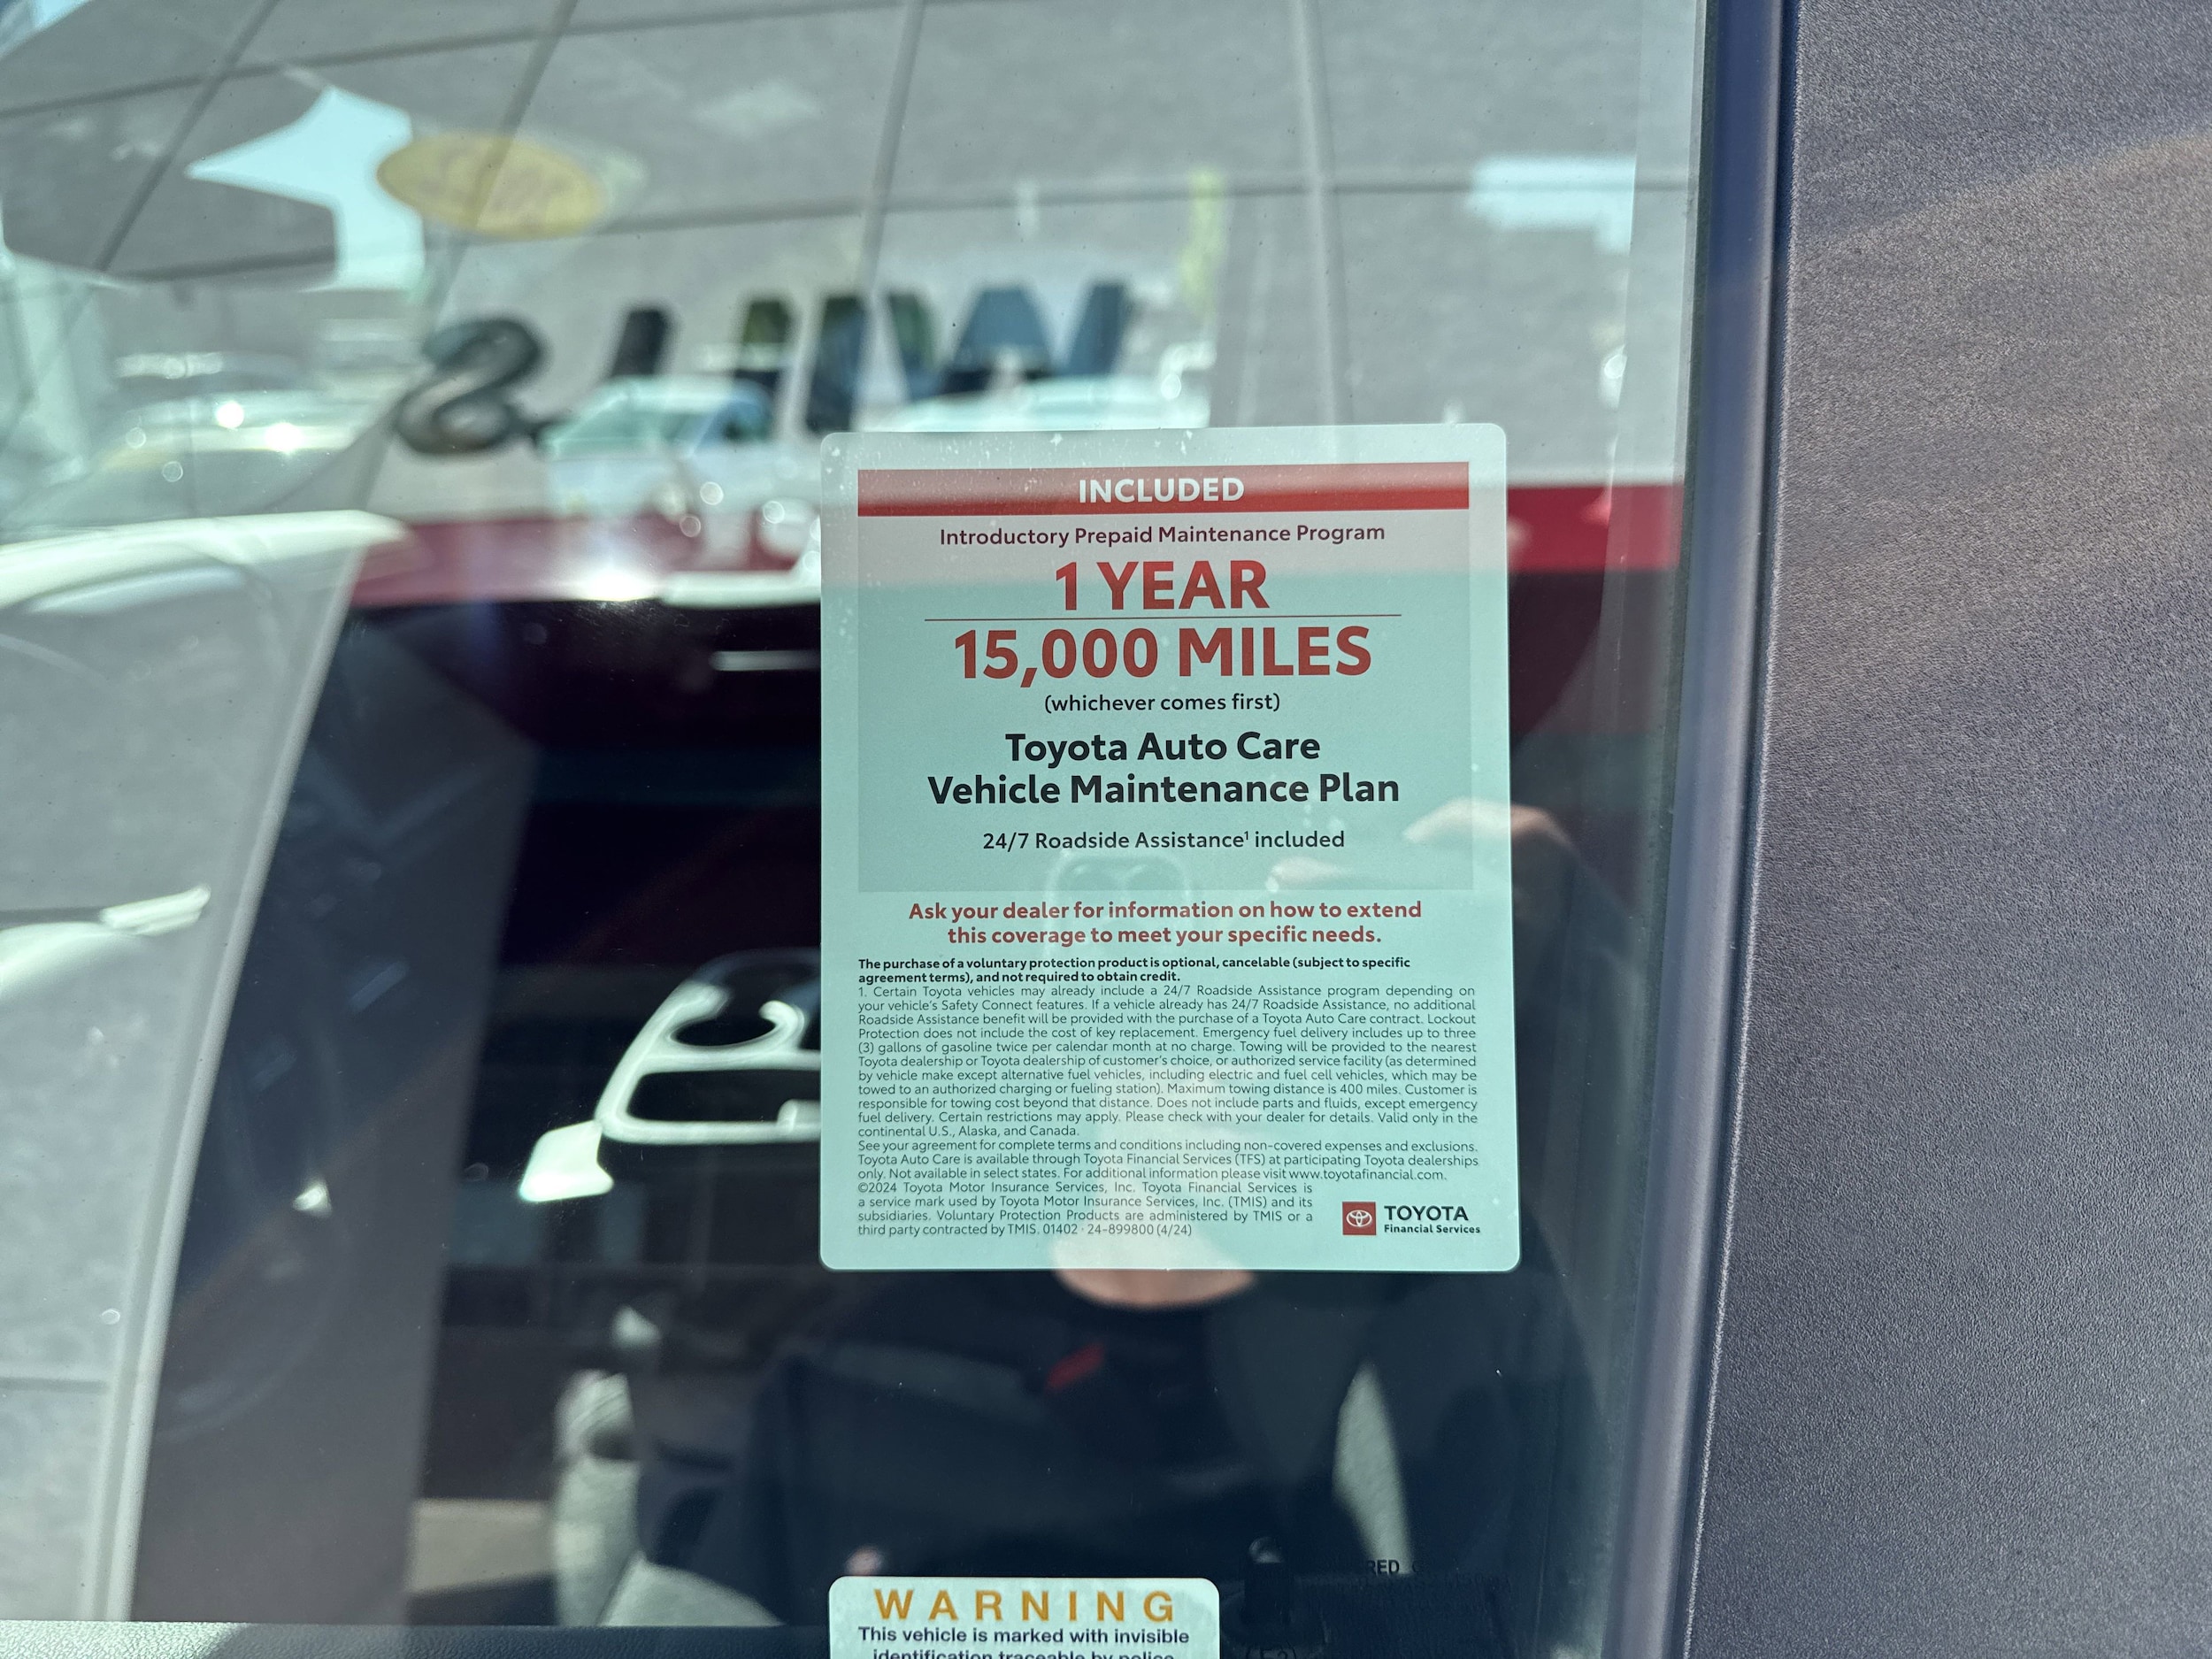 INCLUDED
Introductory Prepaid Maintenance Program
1 YEAR
15,000 MILES
(whichever comes first)
Toyota Auto Care
Vehicle Maintenance Plan
24/7 Roadside Assistance¹ included
Ask your dealer for information on how to extend
this coverage to meet your specific needs.
The purchase of a voluntary protection product is optional, cancelable (subject to specific
agreement terms), and not required to obtain credit.
1. Certain Toyota vehicles may already include a 24/7 Roadside Assistance program depending on
your vehicle's Safety Connect features. If a vehicle already has 24/7 Roadside Assistance, no additional
Roadside Assistance benefit will be provided with the purchase of a Toyota Auto Care contract. Lockout
Protection does not include the cost of key replacement. Emergency fuel delivery includes up to three
(3) gallons of gasoline twice per calendar month at no charge. Towing will be provided to the nearest
Toyota dealership or Toyota dealership of customer's choice, or authorized service facility (as determined
by vehicle make except alternative fuel vehicles, including electric and fuel cell vehicles, which may be
towed to an authorized charging or fueling station). Maximum towing distance is 400 miles. Customer is
responsible for towing cost beyond that distance. Does not include parts and fluids, except emergency
fuel delivery. Certain restrictions may apply. Please check with your dealer for details. Valid only in the
continental U.S., Alaska, and Canada.
See your agreement for complete terms and conditions including non-covered expenses and exclusions.
Toyota Auto Care is available through Toyota Financial Services (TFS) at participating Toyota dealerships
only. Not available in select states. For additional information please visit www.toyotafinancial.com.
©2024 Toyota Motor Insurance Services, Inc. Toyota Financial Services is
a service mark used by Toyota Motor Insurance Services, Inc. (TMIS) and its
subsidiaries. Voluntary Protection Products are administered by TMIS or a
third party contracted by TMIS. 01402 · 24-899800 (4/24)
TOYOTA
Financial Services
RED
WARNING
This vehicle is marked with invisible
identification traceable by police